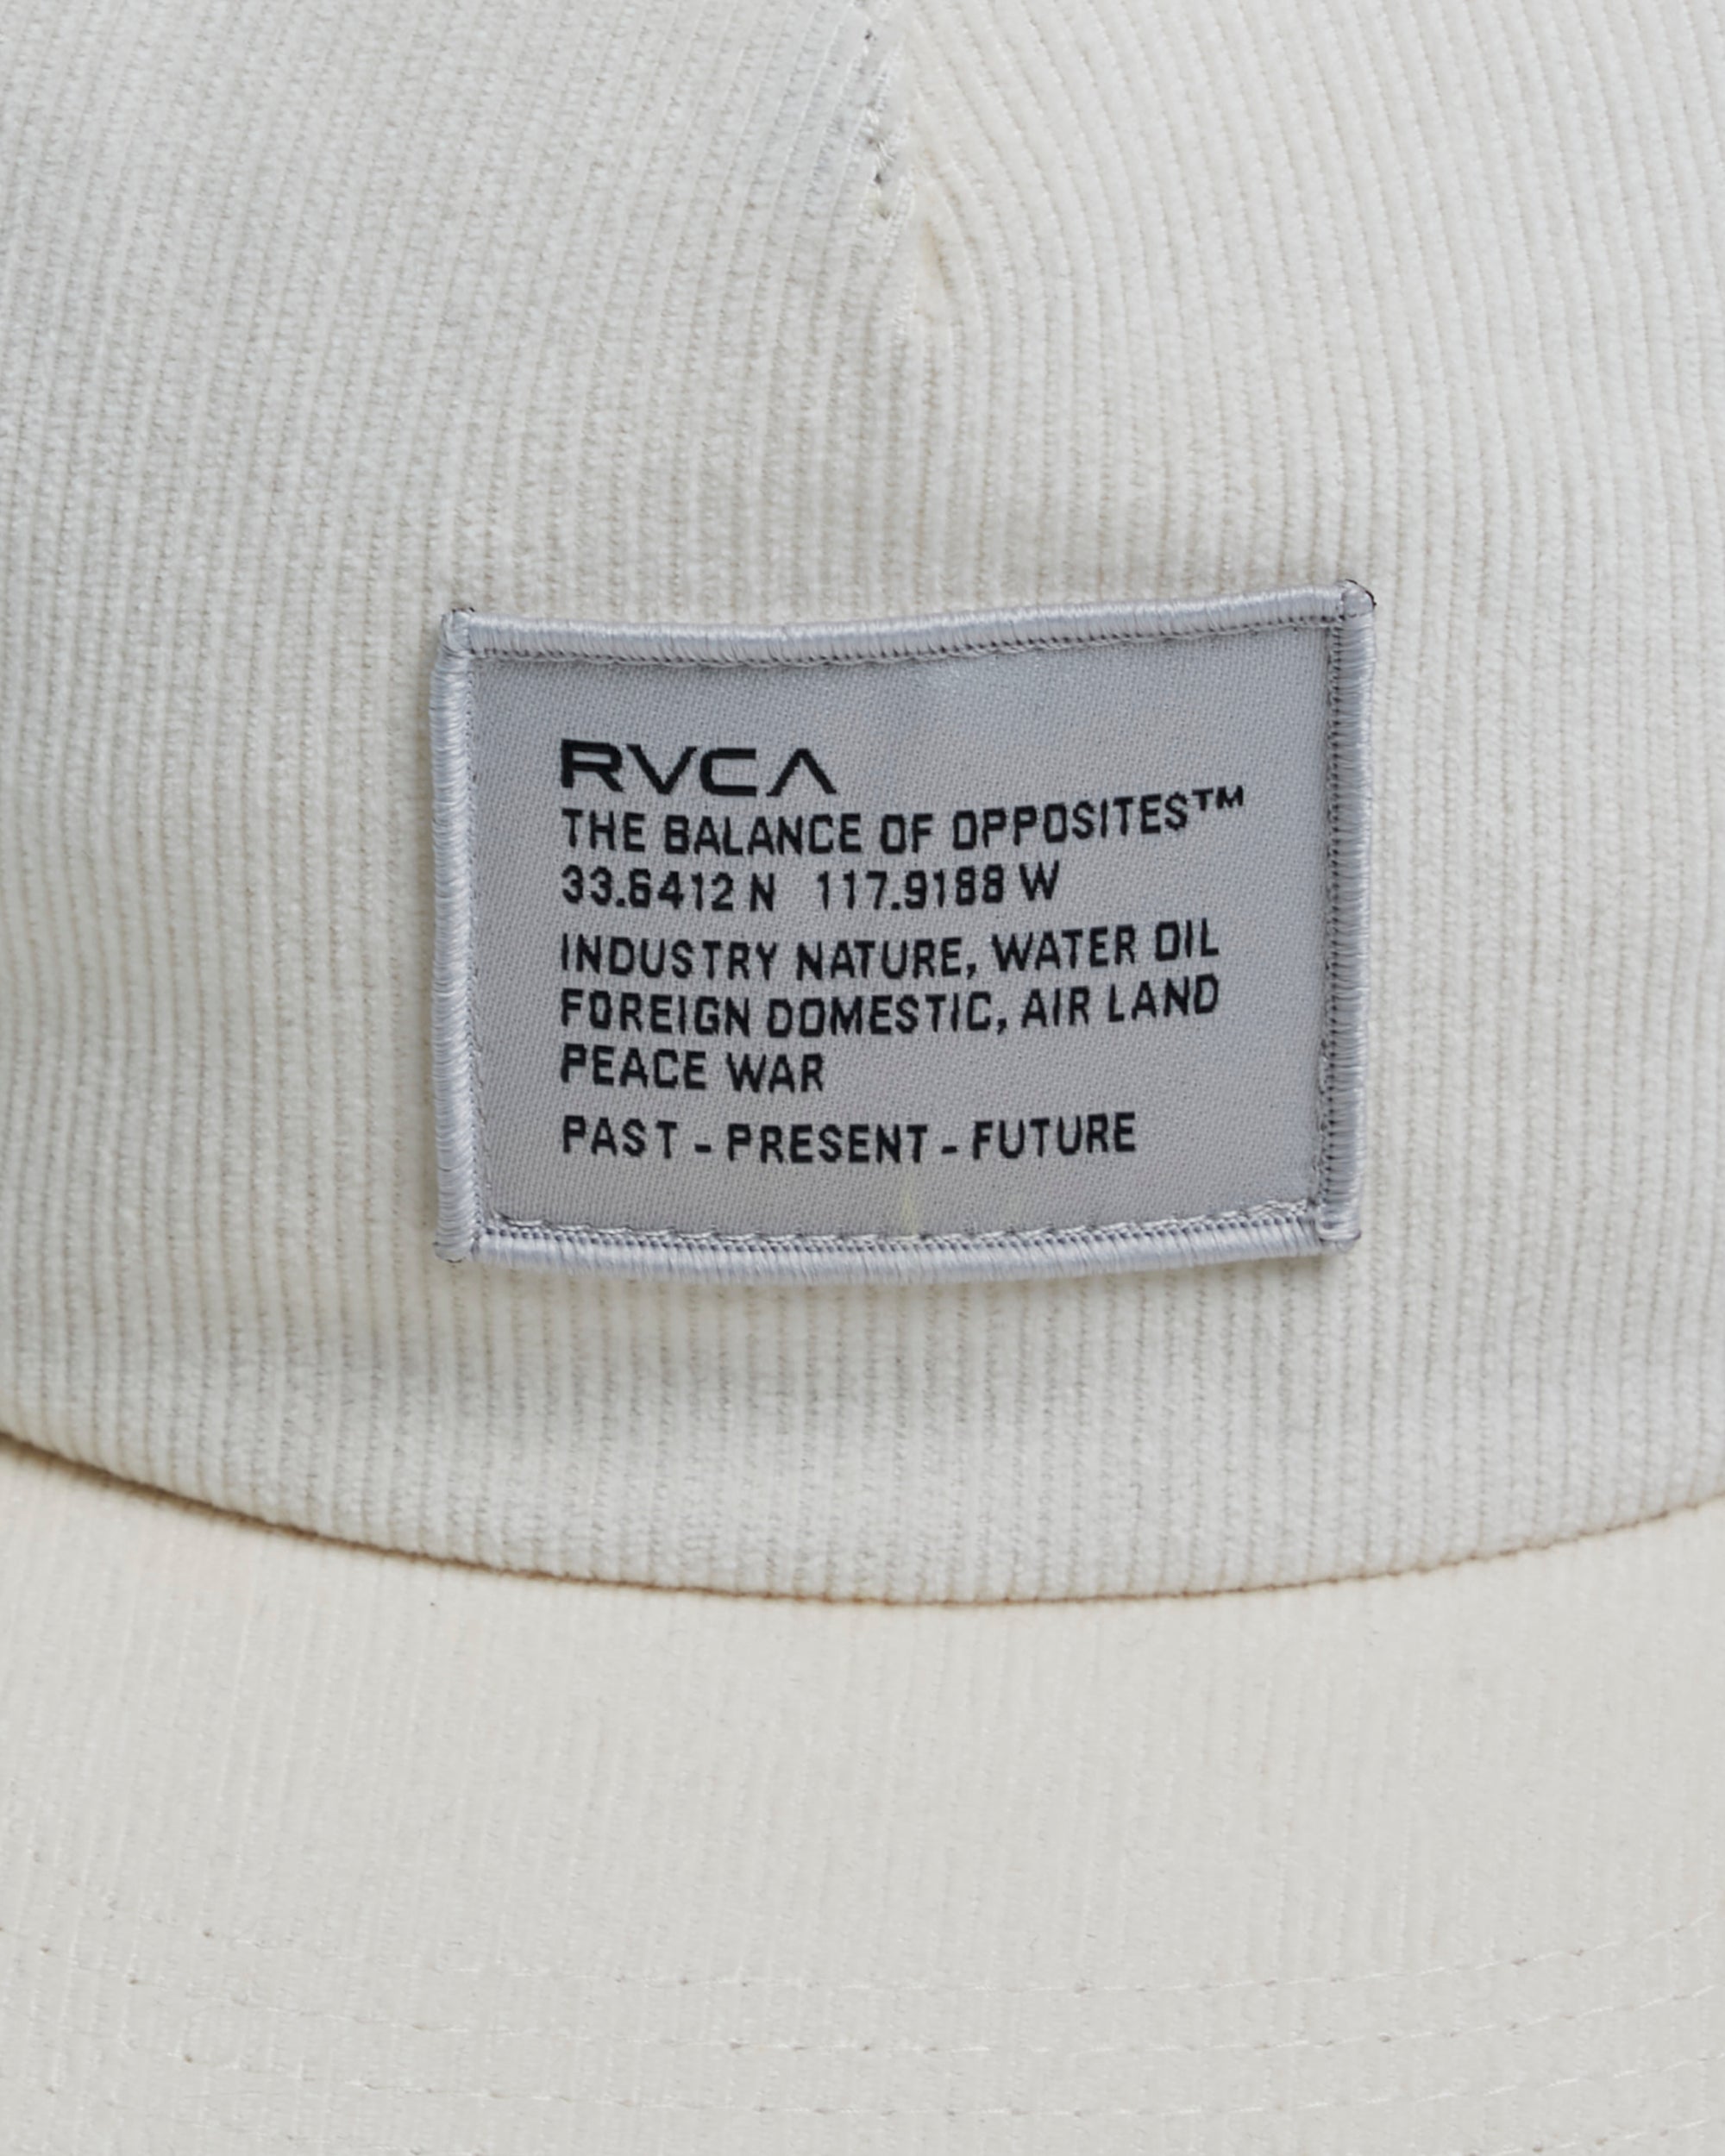 RVCA
THE BALANCE OF OPPOSITES™
33.6412 N 117.9188 W
INDUSTRY NATURE, WATER OIL
FOREIGN DOMESTIC, AIR LAND
PEACE WAR
PAST - PRESENT - FUTURE